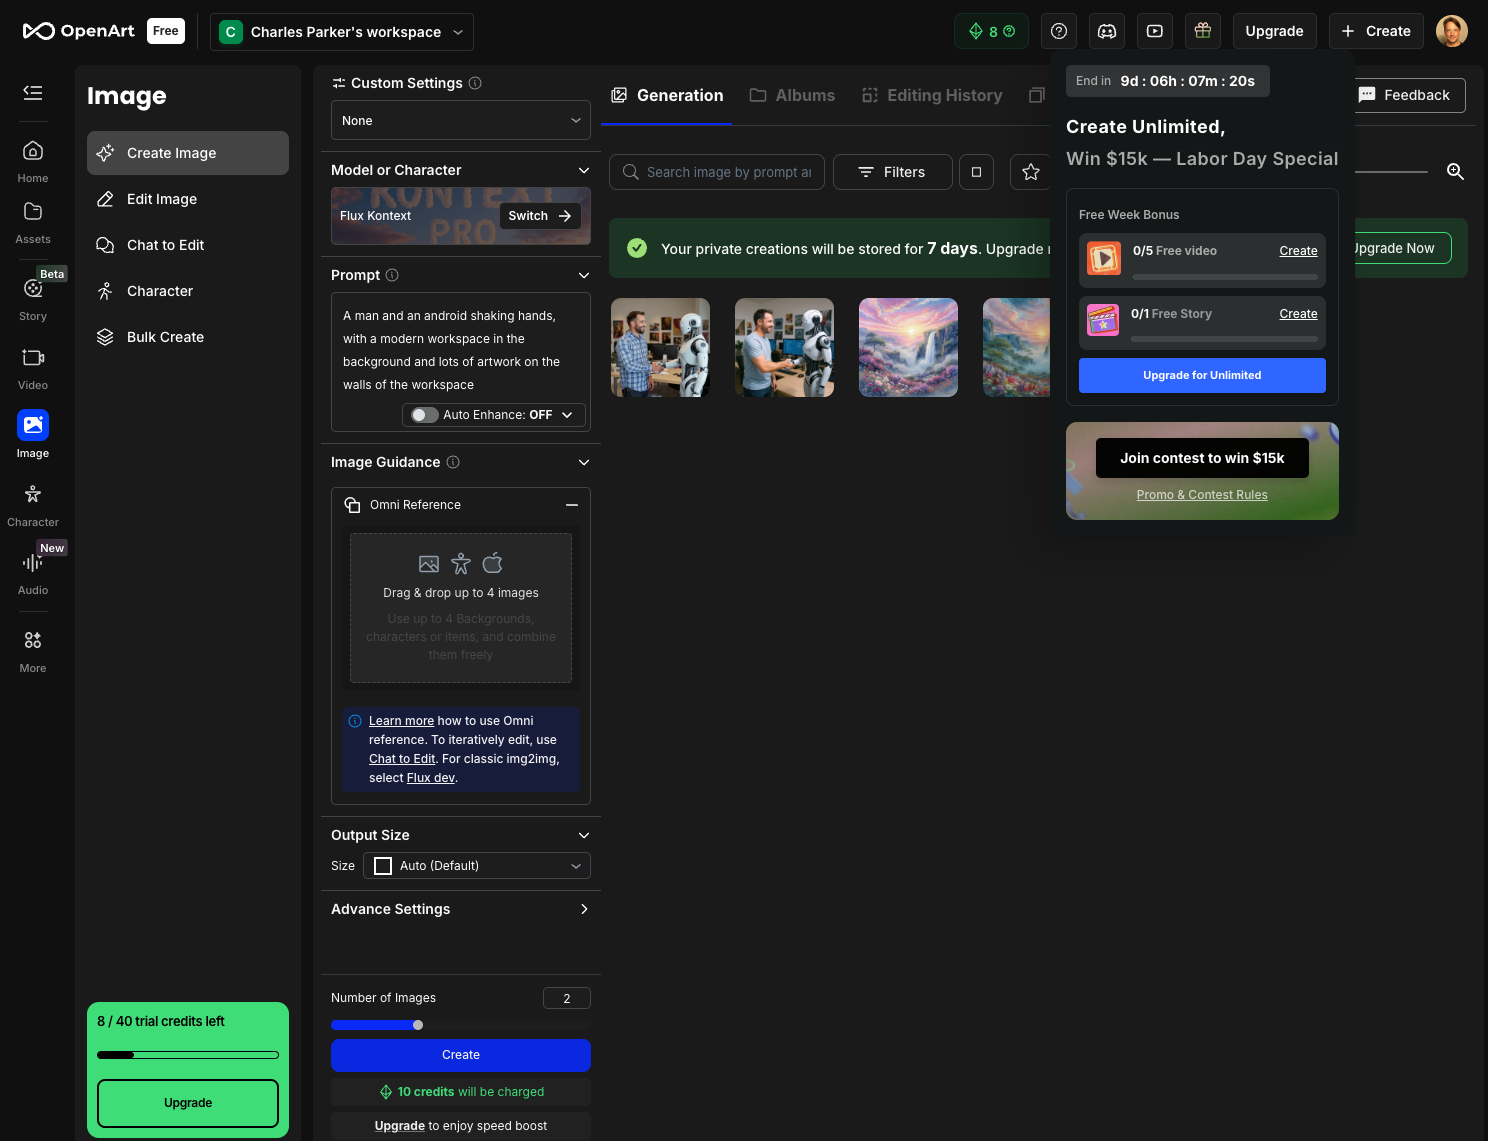 OpenArt
Free
C
Charles Parker's workspace
8
Upgrade
Create
Home
Assets
Beta
Story
Video
Image
Character
New
Audio
More
Image
Create Image
Edit Image
Chat to Edit
Character
Bulk Create
8 / 40 trial credits left
Upgrade
Custom Settings
None
Model or Character
KONTEXT
PRO
Flux Kontext
Switch
Prompt
A man and an android shaking hands,
with a modern workspace in the
background and lots of artwork on the
walls of the workspace
Auto Enhance: OFF
Image Guidance
Omni Reference
Drag & drop up to 4 images
Use up to 4 Backgrounds,
characters or items, and combine
them freely
Learn more how to use Omni
reference. To iteratively edit, use
Chat to Edit. For classic img2img,
select Flux dev.
Output Size
Size
Auto (Default)
Advance Settings
Number of Images
2
Create
10 credits will be charged
Upgrade to enjoy speed boost
Generation
Albums
Editing History
Feedback
Search image by prompt
Filters
Your private creations will be stored for 7 days. Upgrade
Upgrade Now
End in
9d : 06h : 07m : 20s
Create Unlimited,
Win $15k — Labor Day Special
Free Week Bonus
0/5 Free video
Create
0/1 Free Story
Create
Upgrade for Unlimited
Join contest to win $15k
Promo & Contest Rules